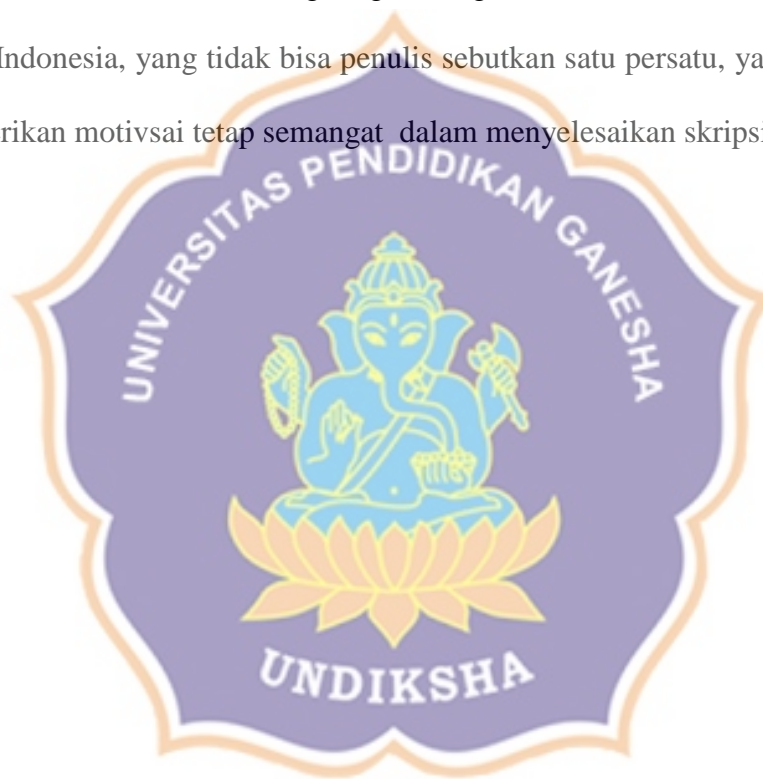 Indonesia, yang tidak bisa penulis sebutkan satu persatu,
rikan motivsai tetap semangat dalam menyelesaikan skripsi
UNIVERSITAS PENDIDIKAN GANESHA
UNDIKSHA